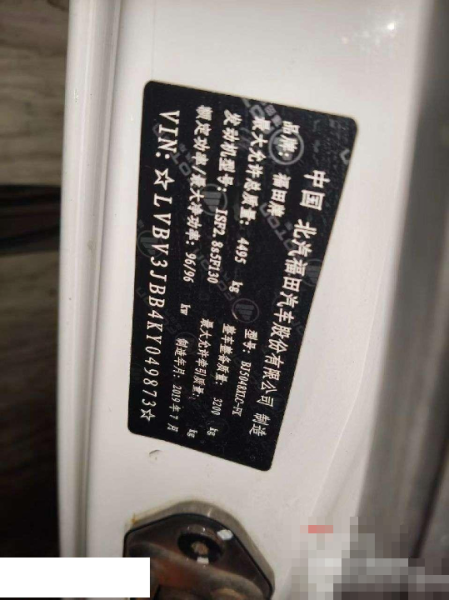 中国 北汽福田汽车股份有限公司 制造
品牌：福田牌 型号：BJ5048XLC-FK
最大允许总质量：4495 kg 整车整备质量：3200 kg
发动机型号：ISF3.8s5F130 最大允许牵引质量： kg
额定功率/最大净功率：96/96 kw 制造年月：2019年7月
VIN:☆LVBV3JBB4KY049873☆